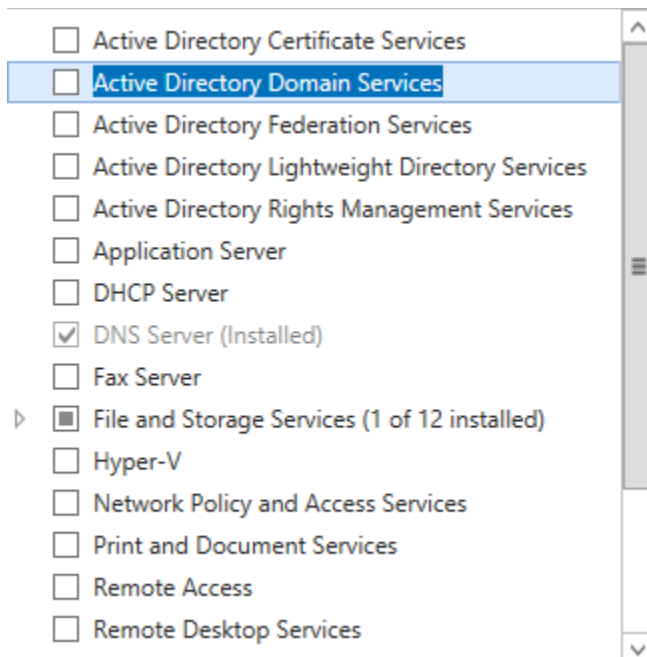 Active Directory Certificate Services
Active Directory Domain Services
Active Directory Federation Services
Active Directory Lightweight Directory Services
Active Directory Rights Management Services
Application Server
DHCP Server
DNS Server (Installed)
Fax Server
File and Storage Services (1 of 12 installed)
Hyper-V
Network Policy and Access Services
Print and Document Services
Remote Access
Remote Desktop Services